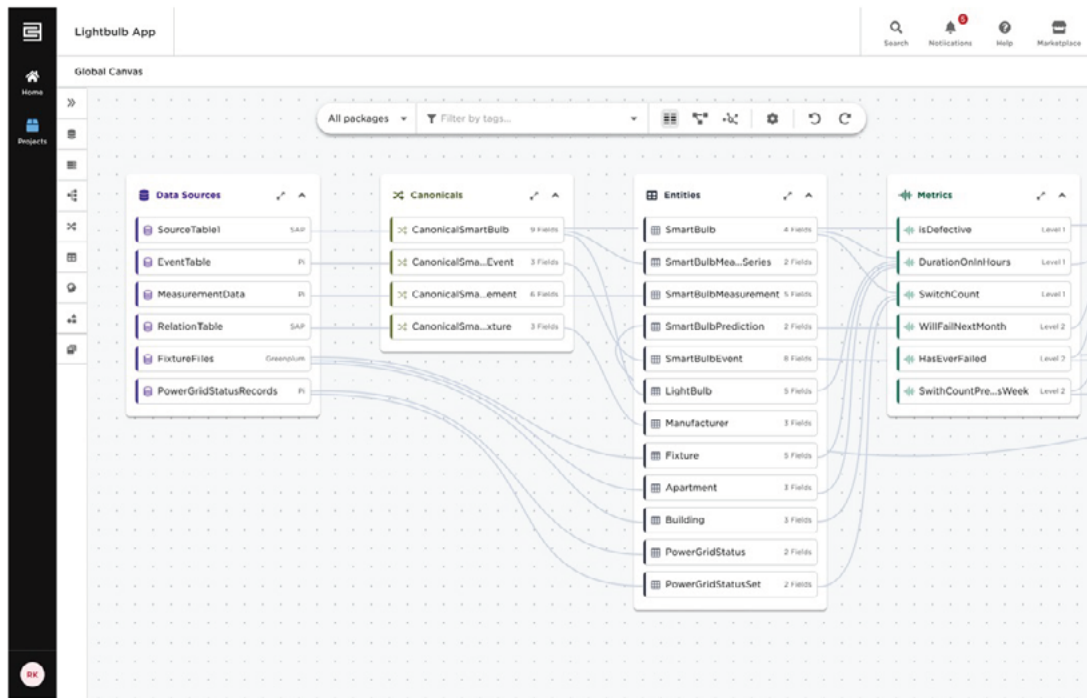 Lightbulb App
Search
Notiications
5
Help
Marketplace
Home
Projects
Global Canvas
All packages
Filter by tags...
Data Sources
SourceTable1 SAP
EventTable Pi
MeasurementData Pi
RelationTable SAP
FixtureFiles Greenplum
PowerGridStatusRecords Pi
Canonicals
CanonicalSmartBulb 9 Fields
CanonicalSma...Event 3 Fields
CanonicalSma...ement 6 Fields
CanonicalSma...xture 3 Fields
Entities
SmartBulb 4 Fields
SmartBulbMea...Series 2 Fields
SmartBulbMeasurement 5 Fields
SmartBulbPrediction 2 Fields
SmartBulbEvent 8 Fields
LightBulb 5 Fields
Manufacturer 3 Fields
Fixture 5 Fields
Apartment 3 Fields
Building 3 Fields
PowerGridStatus 2 Fields
PowerGridStatusSet 2 Fields
Metrics
isDefective Level 1
DurationOnInHours Level 1
SwitchCount Level 1
WillFailNextMonth Level 2
HasEverFailed Level 2
SwithCountPre...sWeek Level 2
RK